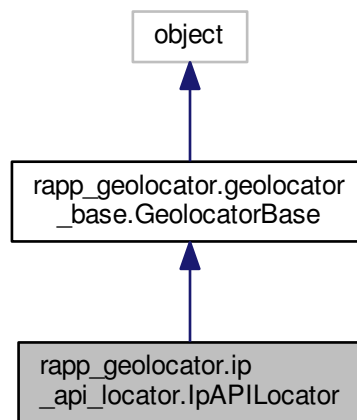 object
rapp_geolocator.geolocator
_base.GeolocatorBase
rapp_geolocator.ip
_api_locator.IpAPILocator